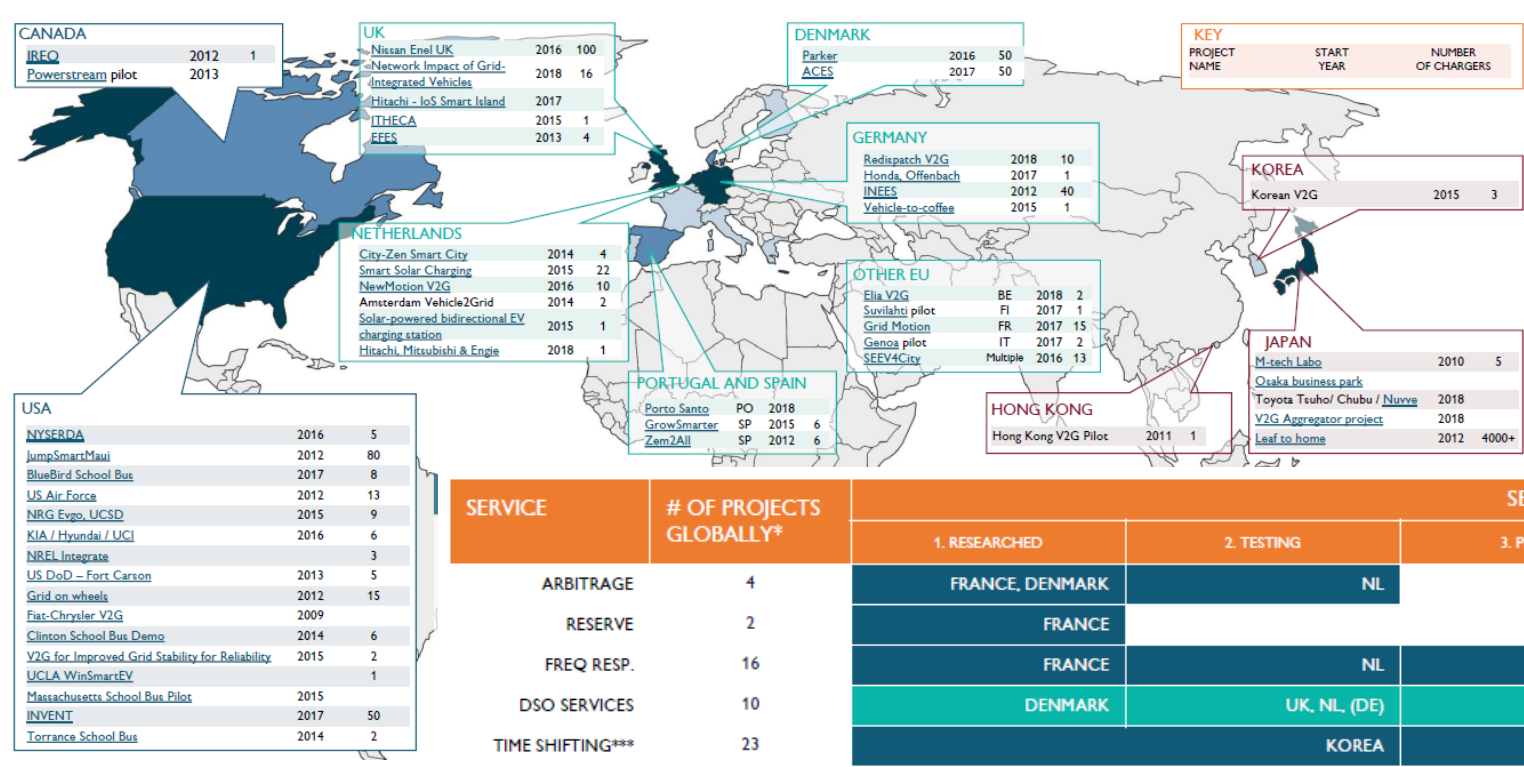 CANADA
IREQ 2012 1
Powerstream pilot 2013
UK
Nissan Enel UK 2016 100
Network Impact of Grid-
Integrated Vehicles 2018 16
Hitachi - IoS Smart Island 2017
ITHECA 2015 1
EFES 2013 4
DENMARK
Parker 2016 50
ACES 2017 50
KEY
PROJECT START NUMBER
NAME YEAR OF CHARGERS
GERMANY
Redispatch V2G 2018 10
Honda, Offenbach 2017 1
INEES 2012 40
Vehicle-to-coffee 2015 1
KOREA
Korean V2G 2015 3
NETHERLANDS
City-Zen Smart City 2014 4
Smart Solar Charging 2015 22
NewMotion V2G 2016 10
Amsterdam Vehicle2Grid 2014 2
Solar-powered bidirectional EV
charging station 2015 1
Hitachi, Mitsubishi & Engie 2018 1
OTHER EU
Elia V2G BE 2018 2
Suvilahti pilot FI 2017 1
Grid Motion FR 2017 15
Genoa pilot IT 2017 2
SEEV4City Multiple 2016 13
JAPAN
M-tech Labo 2010 5
Osaka business park
Toyota Tsuho/ Chubu / Nuvve 2018
V2G Aggregator project 2018
Leaf to home 2012 4000+
PORTUGAL AND SPAIN
Porto Santo PO 2018
GrowSmarter SP 2015 6
Zem2All SP 2012 6
HONG KONG
Hong Kong V2G Pilot 2011 1
USA
NYSERDA 2016 5
JumpSmartMaui 2012 80
BlueBird School Bus 2017 8
US Air Force 2012 13
NRG Evgo, UCSD 2015 9
KIA / Hyundai / UCI 2016 6
NREL Integrate 3
US DoD – Fort Carson 2013 5
Grid on wheels 2012 15
Fiat-Chrysler V2G 2009
Clinton School Bus Demo 2014 6
V2G for Improved Grid Stability for Reliability 2015 2
UCLA WinSmartEV 1
Massachusetts School Bus Pilot 2015
INVENT 2017 50
Torrance School Bus 2014 2
SERVICE # OF PROJECTS SE
GLOBALLY*
1. RESEARCHED 2. TESTING 3. P
ARBITRAGE 4 FRANCE, DENMARK NL
RESERVE 2 FRANCE
FREQ RESP. 16 FRANCE NL
DSO SERVICES 10 DENMARK UK, NL, (DE)
TIME SHIFTING*** 23 KOREA